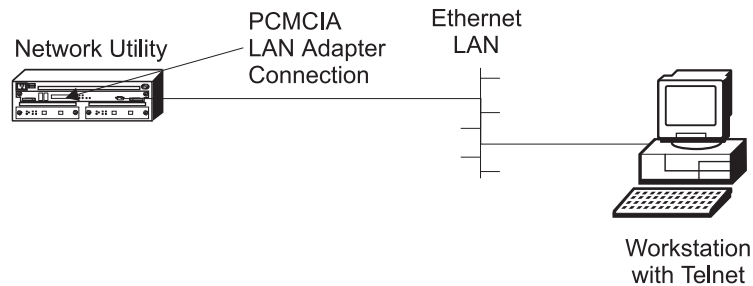 Network Utility
PCMCIA
LAN Adapter
Connection
Ethernet
LAN
Workstation
with Telnet